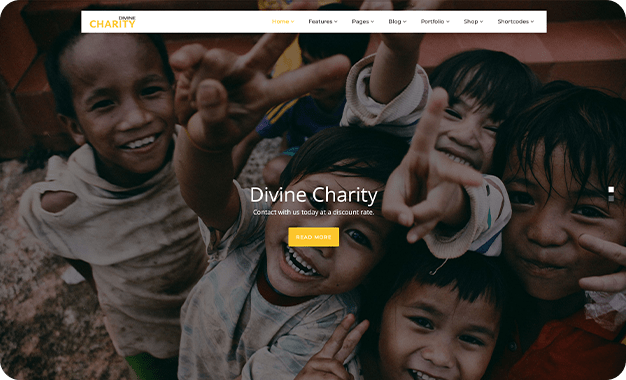 DIVINE
CHARITY
Home Features Pages Blog Portfolio Shop Shortcodes
Divine Charity
Contact with us today at a discount rate.
READ MORE